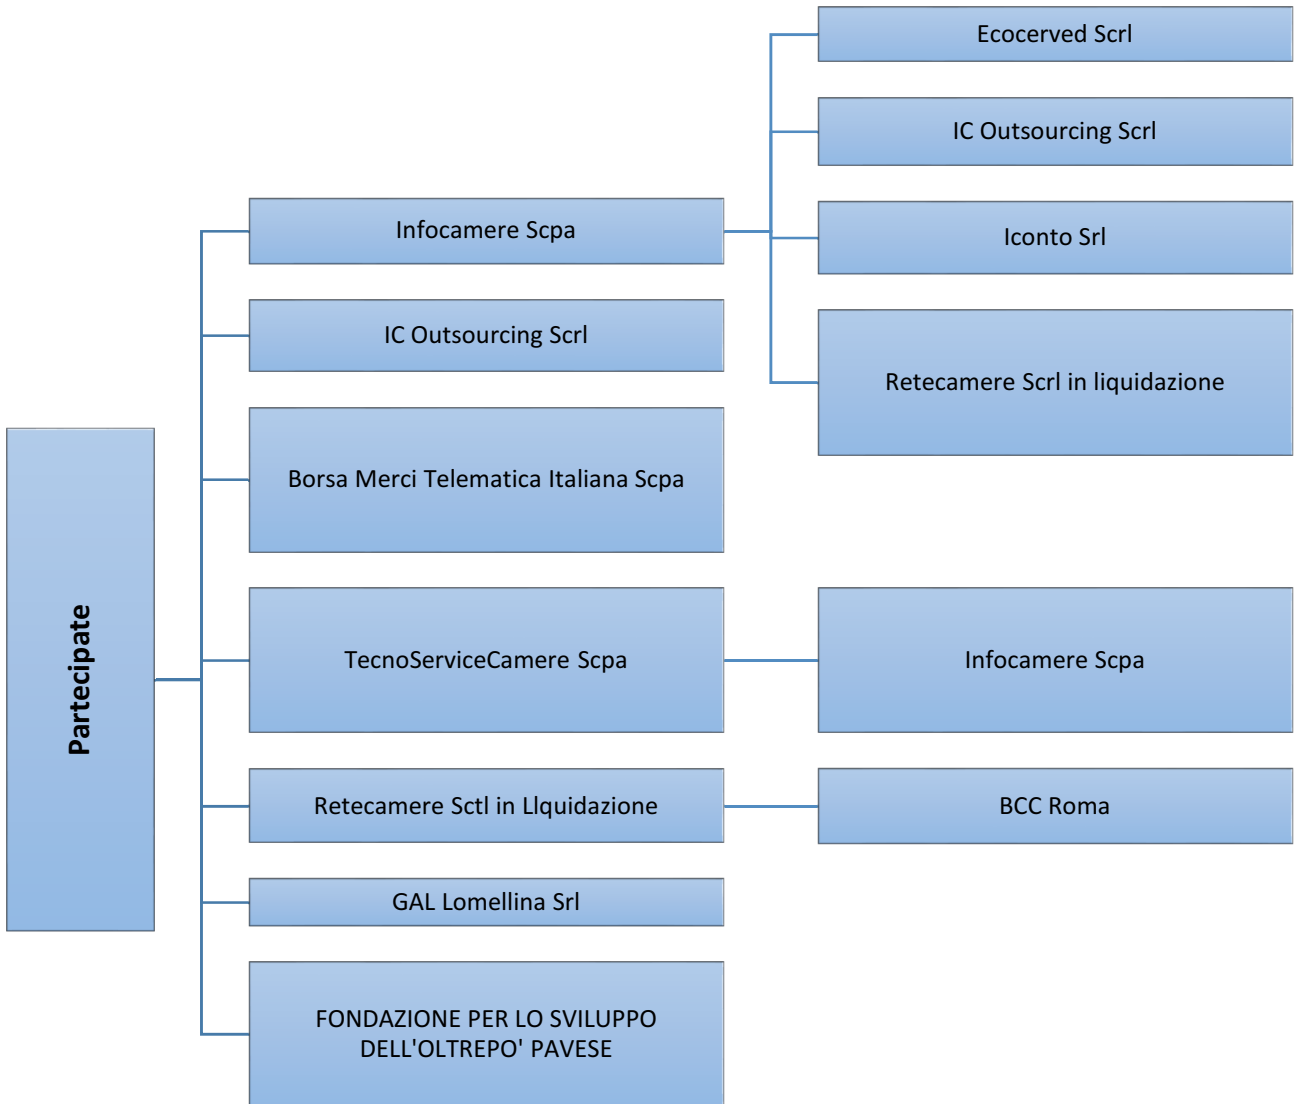 Partecipate
Infocamere Scpa
Ecocerved Scrl
IC Outsourcing Scrl
Iconto Srl
Retecamere Scrl in liquidazione
IC Outsourcing Scrl
Borsa Merci Telematica Italiana Scpa
TecnoServiceCamere Scpa
Infocamere Scpa
Retecamere Sctl in LIquidazione
BCC Roma
GAL Lomellina Srl
FONDAZIONE PER LO SVILUPPO
DELL'OLTREPO' PAVESE